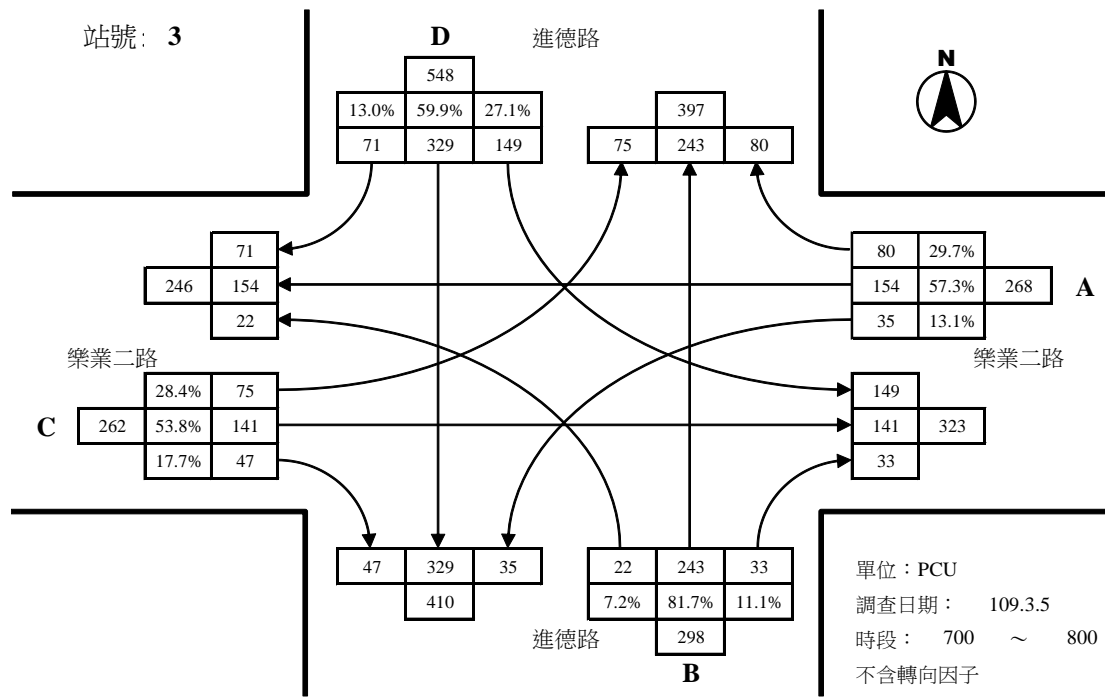 站號: 3
D
進德路
N
548
13.0% 59.9% 27.1%
71 329 149
397
75 243 80
71
246 154
22
80 29.7%
154 57.3% 268
35 13.1%
A
樂業二路
樂業二路
28.4% 75
C
262 53.8% 141
17.7% 47
149
141 323
33
47 329 35
410
22 243 33
7.2% 81.7% 11.1%
298
進德路
B
單位：PCU
調查日期： 109.3.5
時段： 700 ～ 800
不含轉向因子